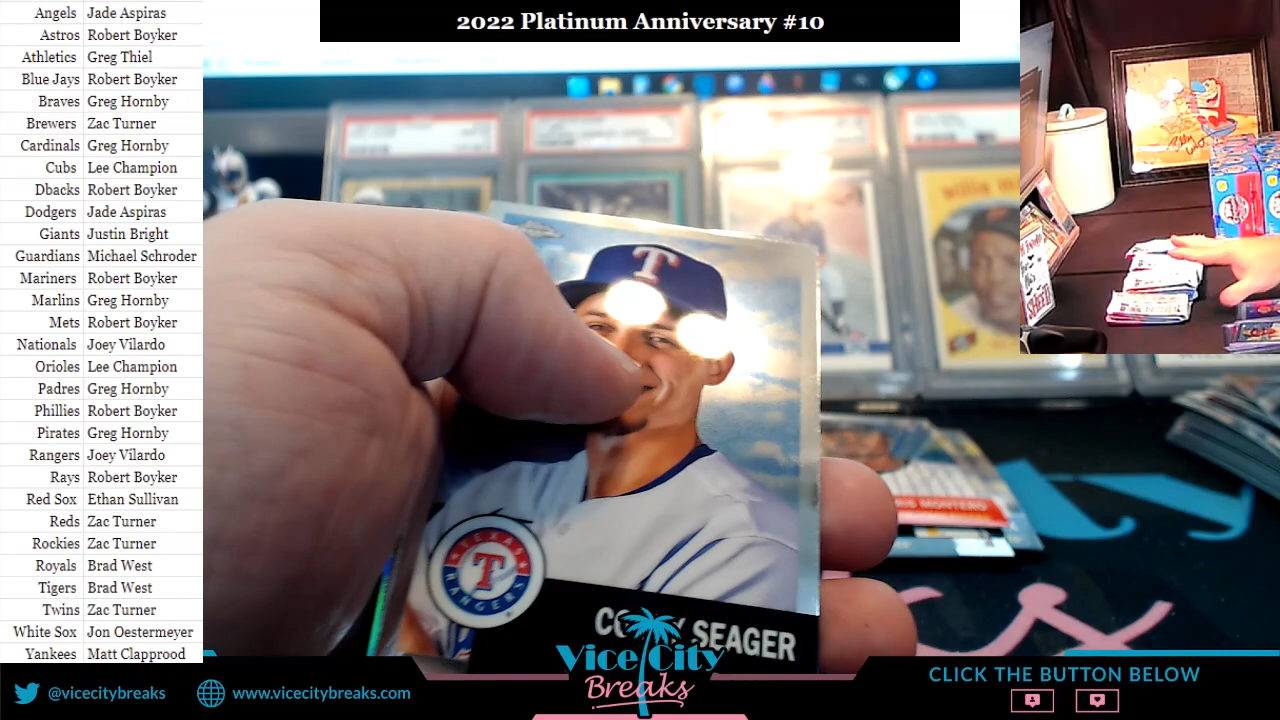 2022 Platinum Anniversary #10
Angels Jade Aspiras
Astros Robert Boyker
Athletics Greg Thiel
Blue Jays Robert Boyker
Braves Greg Hornby
Brewers Zac Turner
Cardinals Greg Hornby
Cubs Lee Champion
Dbacks Robert Boyker
Dodgers Jade Aspiras
Giants Justin Bright
Guardians Michael Schroder
Mariners Robert Boyker
Marlins Greg Hornby
Mets Robert Boyker
Nationals Joey Vilardo
Orioles Lee Champion
Padres Greg Hornby
Phillies Robert Boyker
Pirates Greg Hornby
Rangers Joey Vilardo
Rays Robert Boyker
Red Sox Ethan Sullivan
Reds Zac Turner
Rockies Zac Turner
Royals Brad West
Tigers Brad West
Twins Zac Turner
White Sox Jon Oestermeyer
Yankees Matt Clapprood
willie m
T
TEXAS
T
RANGERS
SEAGER
MONTERO
Vice City
Breaks
@vicecitybreaks
www.vicecitybreaks.com
CLICK THE BUTTON BELOW